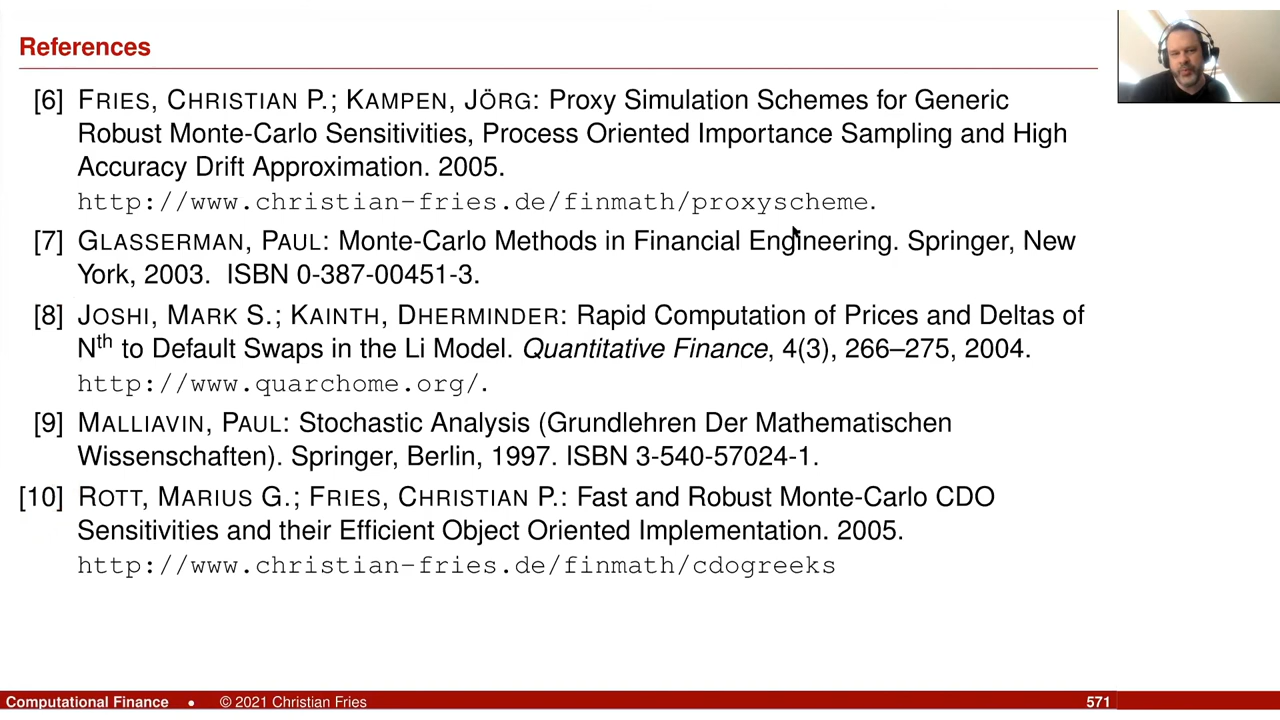 References
[6] FRIES, CHRISTIAN P.; KAMPEN, JÖRG: Proxy Simulation Schemes for Generic
Robust Monte-Carlo Sensitivities, Process Oriented Importance Sampling and High
Accuracy Drift Approximation. 2005.
http://www.christian-fries.de/finmath/proxyscheme.
[7] GLASSERMAN, PAUL: Monte-Carlo Methods in Financial Engineering. Springer, New
York, 2003. ISBN 0-387-00451-3.
[8] JOSHI, MARK S.; KAINTH, DHERMINDER: Rapid Computation of Prices and Deltas of
Nth to Default Swaps in the Li Model. Quantitative Finance, 4(3), 266–275, 2004.
http://www.quarchome.org/.
[9] MALLIAVIN, PAUL: Stochastic Analysis (Grundlehren Der Mathematischen
Wissenschaften). Springer, Berlin, 1997. ISBN 3-540-57024-1.
[10] ROTT, MARIUS G.; FRIES, CHRISTIAN P.: Fast and Robust Monte-Carlo CDO
Sensitivities and their Efficient Object Oriented Implementation. 2005.
http://www.christian-fries.de/finmath/cdogreeks
Computational Finance • © 2021 Christian Fries 571